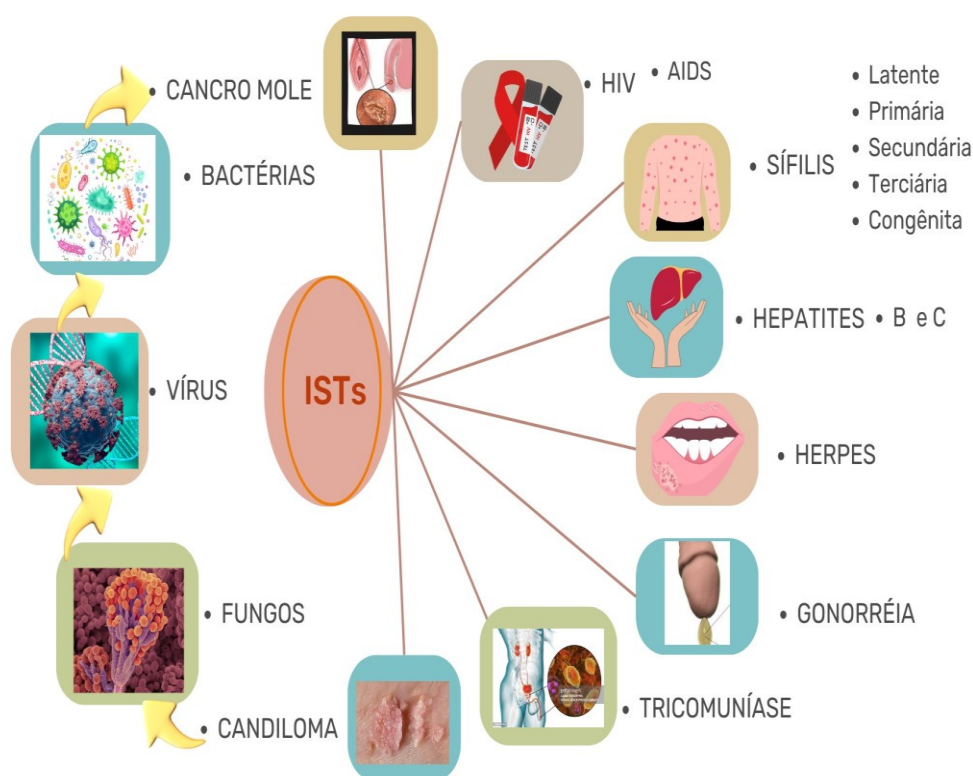 • CANCRO MOLE
• HIV
• AIDS
• Latente
• Primária
• Secundária
• Terciária
• Congênita
• SÍFILIS
• BACTÉRIAS
• HEPATITES
• B e C
• VÍRUS
ISTs
• HERPES
• FUNGOS
• GONORRÉIA
• TRICOMUNÍASE
• CANDILOMA